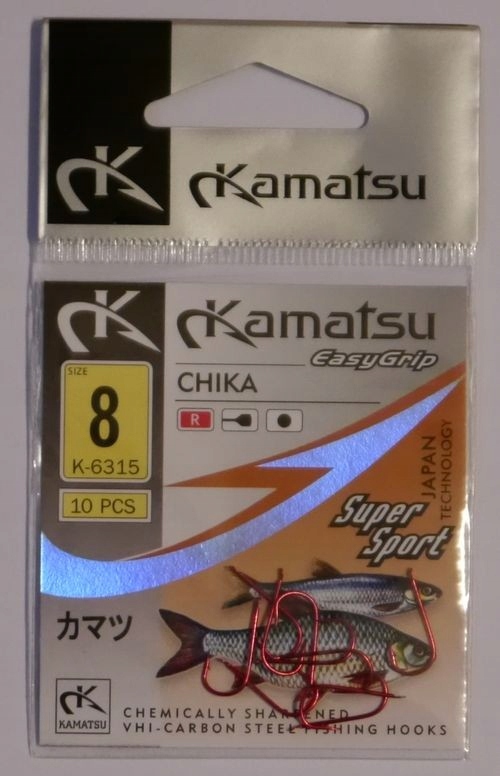 Kamatsu
Kamatsu
EasyGrip
CHIKA
SIZE
8
K-6315
R
10 PCS
JAPAN
TECHNOLOGY
Super
Sport
カマツ
KAMATSU
CHEMICALLY SHARPENED
VHI-CARBON STEEL FISHING HOOKS